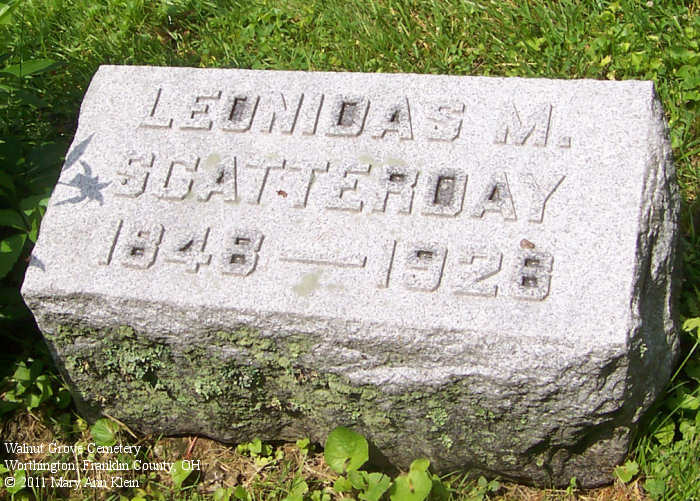 LEONIDAS M.
SCATTERDAY
1848 — 1928
Walnut Grove Cemetery
Worthington, Franklin County, OH
© 2011 Mary Ann Klein